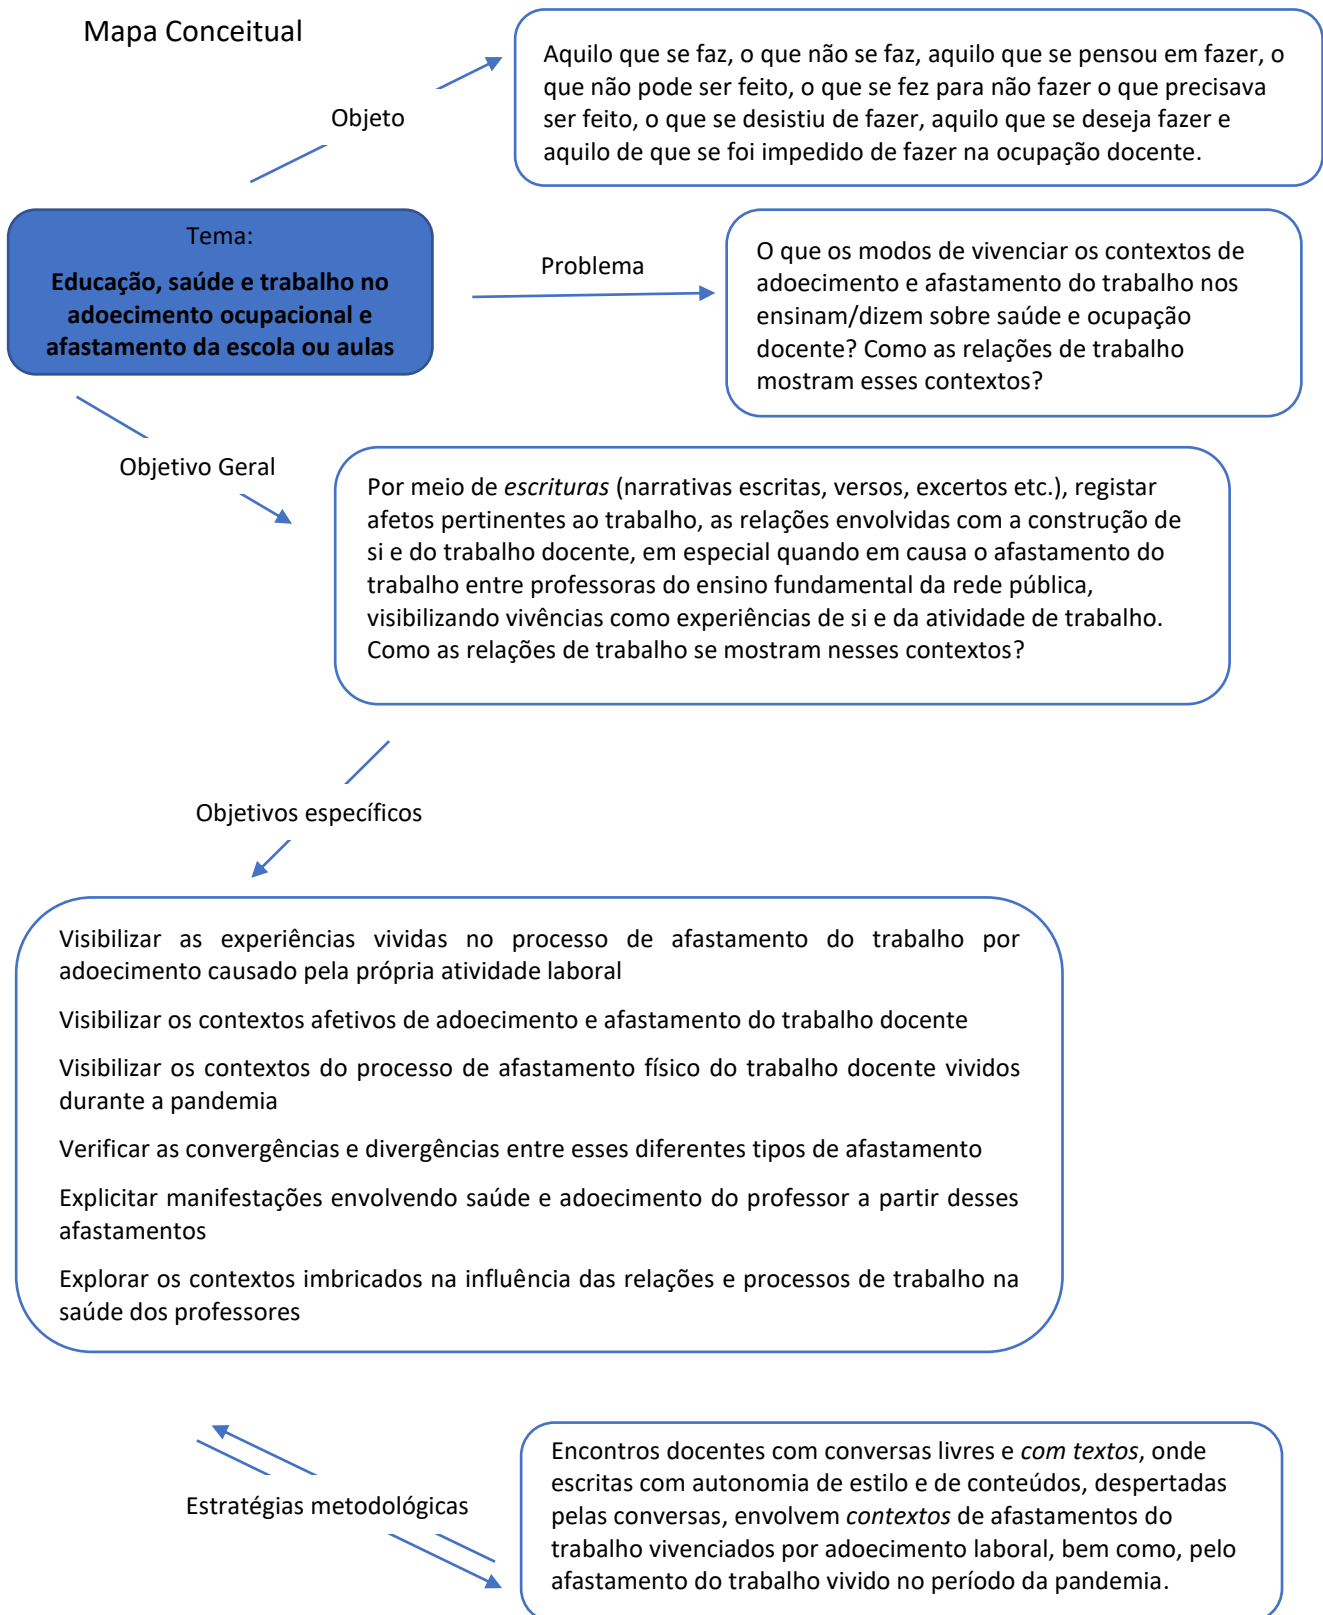 Mapa Conceitual
Objeto
Aquilo que se faz, o que não se faz, aquilo que se pensou em fazer, o
que não pode ser feito, o que se fez para não fazer o que precisava
ser feito, o que se desistiu de fazer, aquilo que se deseja fazer e
aquilo de que se foi impedido de fazer na ocupação docente.
Tema:
Educação, saúde e trabalho no
adoecimento ocupacional e
afastamento da escola ou aulas
Problema
O que os modos de vivenciar os contextos de
adoecimento e afastamento do trabalho nos
ensinam/dizem sobre saúde e ocupação
docente? Como as relações de trabalho
mostram esses contextos?
Objetivo Geral
Por meio de escrituras (narrativas escritas, versos, excertos etc.), registar
afetos pertinentes ao trabalho, as relações envolvidas com a construção de
si e do trabalho docente, em especial quando em causa o afastamento do
trabalho entre professoras do ensino fundamental da rede pública,
visibilizando vivências como experiências de si e da atividade de trabalho.
Como as relações de trabalho se mostram nesses contextos?
Objetivos específicos
Visibilizar as experiências vividas no processo de afastamento do trabalho por
adoecimento causado pela própria atividade laboral
Visibilizar os contextos afetivos de adoecimento e afastamento do trabalho docente
Visibilizar os contextos do processo de afastamento físico do trabalho docente vividos
durante a pandemia
Verificar as convergências e divergências entre esses diferentes tipos de afastamento
Explicitar manifestações envolvendo saúde e adoecimento do professor a partir desses
afastamentos
Explorar os contextos imbricados na influência das relações e processos de trabalho na
saúde dos professores
Estratégias metodológicas
Encontros docentes com conversas livres e com textos, onde
escritas com autonomia de estilo e de conteúdos, despertadas
pelas conversas, envolvem contextos de afastamentos do
trabalho vivenciados por adoecimento laboral, bem como, pelo
afastamento do trabalho vivido no período da pandemia.